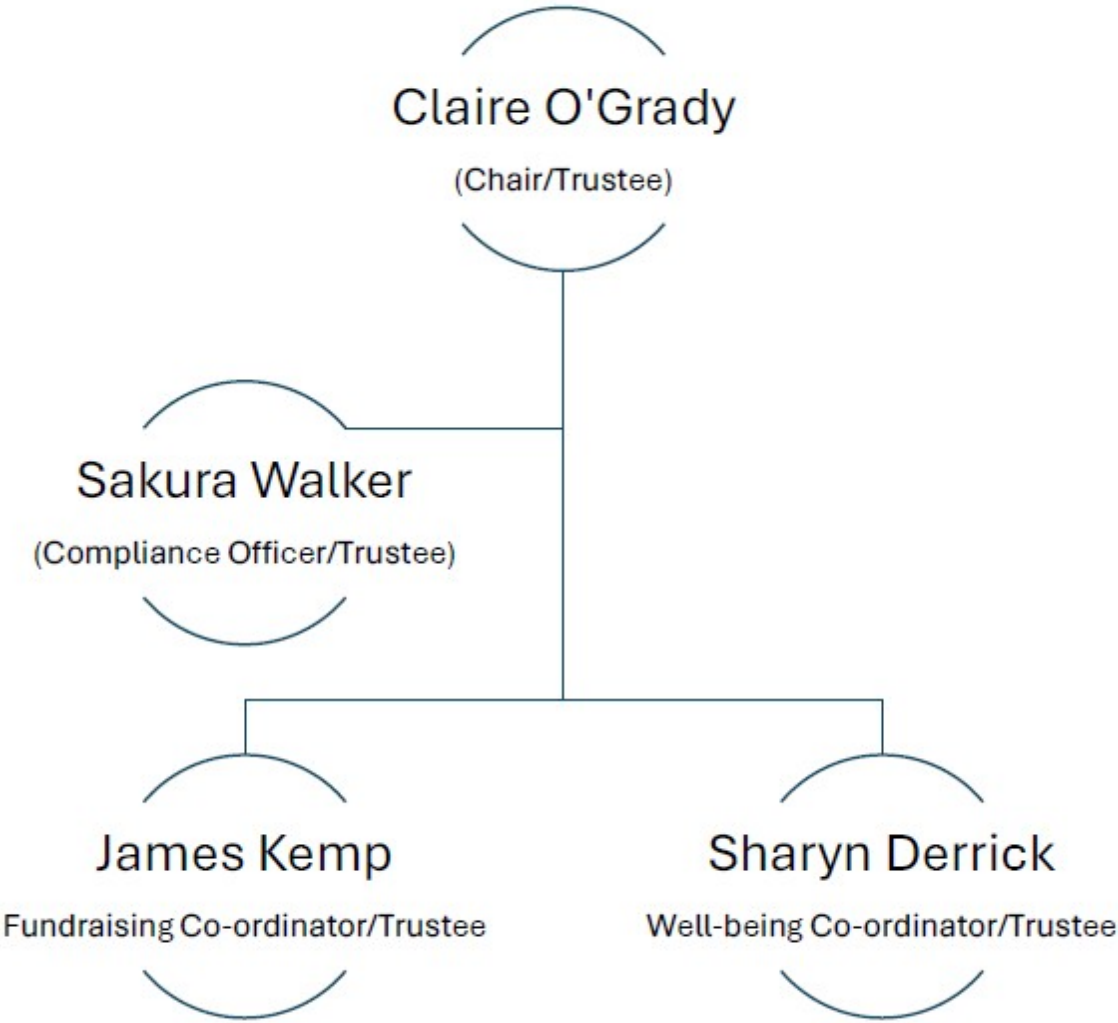 Claire O'Grady
(Chair/Trustee)
Sakura Walker
(Compliance Officer/Trustee)
James Kemp
Fundraising Co-ordinator/Trustee
Sharyn Derrick
Well-being Co-ordinator/Trustee